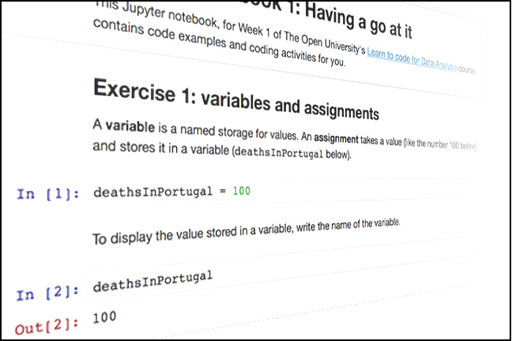 ook 1: Having a go at it
This Jupyter notebook, for Week 1 of The Open University's Learn to code for Data Analysis course,
contains code examples and coding activities for you.
Exercise 1: variables and assignments
A variable is a named storage for values. An assignment takes a value (like the number 100 below)
and stores it in a variable (deathsInPortugal below).
In [1]: deathsInPortugal = 100
To display the value stored in a variable, write the name of the variable.
In [2]: deathsInPortugal
Out[2]: 100